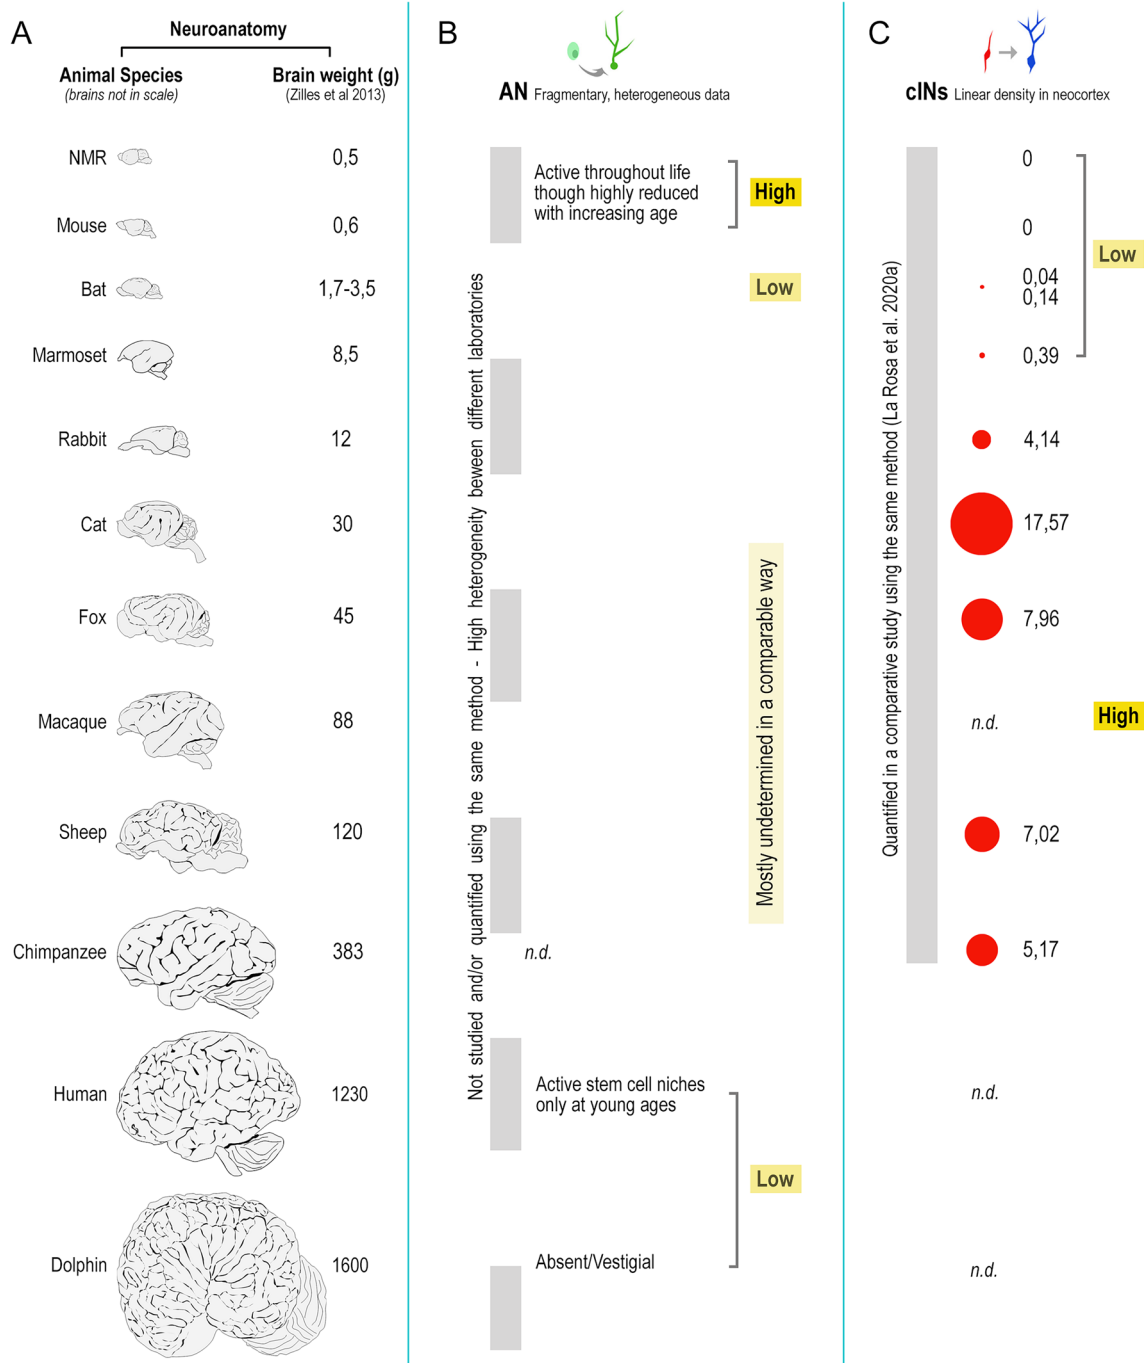 A
Neuroanatomy
Animal Species
(brains not in scale)
Brain weight (g)
(Zilles et al 2013)
NMR
0,5
Mouse
0,6
Bat
1,7-3,5
Marmoset
8,5
Rabbit
12
Cat
30
Fox
45
Macaque
88
Sheep
120
Chimpanzee
383
Human
1230
Dolphin
1600
B
AN Fragmentary, heterogeneous data
Not studied and/or quantified using the same method - High heterogeneity beween different laboratories
Active throughout life
though highly reduced
with increasing age
High
Low
Mostly undetermined in a comparable way
n.d.
Active stem cell niches
only at young ages
Low
Absent/Vestigial
C
cINs Linear density in neocortex
Quantified in a comparative study using the same method (La Rosa et al. 2020a)
0
0
0,04
0,14
0,39
Low
4,14
17,57
7,96
n.d.
High
7,02
5,17
n.d.
n.d.